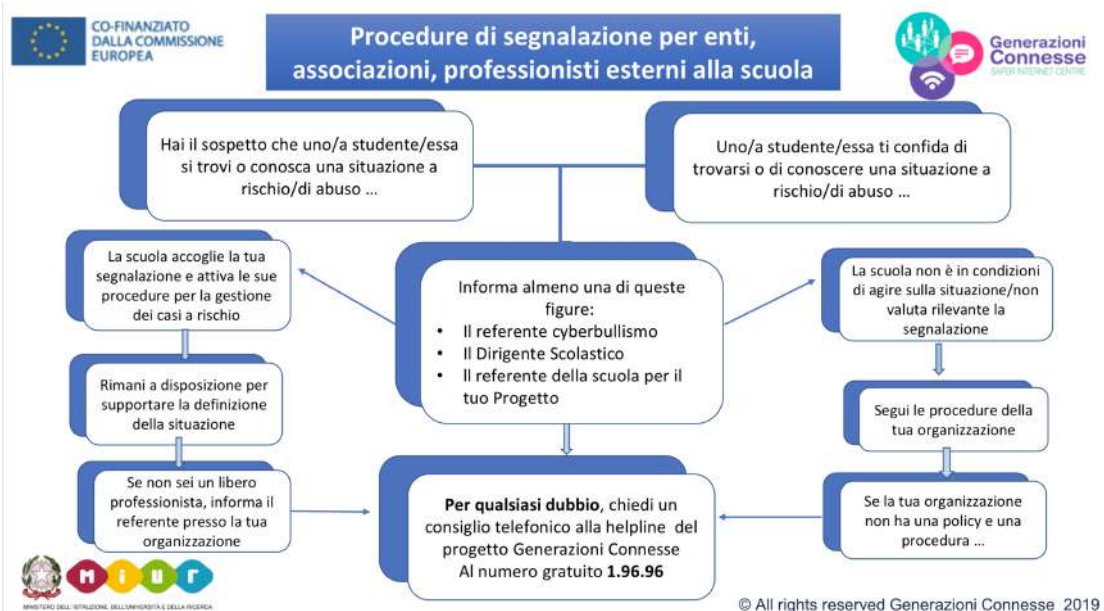 CO-FINANZIATO
DALLA COMMISSIONE
EUROPEA
Procedure di segnalazione per enti,
associazioni, professionisti esterni alla scuola
Generazioni
Connesse
SAFER INTERNET CENTRE
Hai il sospetto che uno/a studente/essa
si trovi o conosca una situazione a
rischio/di abuso ...
Uno/a studente/essa ti confida di
trovarsi o di conoscere una situazione a
rischio/di abuso ...
La scuola accoglie la tua
segnalazione e attiva le sue
procedure per la gestione
dei casi a rischio
Informa almeno una di queste
figure:
• Il referente cyberbullismo
• Il Dirigente Scolastico
• Il referente della scuola per il
tuo Progetto
La scuola non è in condizioni
di agire sulla situazione/non
valuta rilevante la
segnalazione
Rimani a disposizione per
supportare la definizione
della situazione
Segui le procedure della
tua organizzazione
Se non sei un libero
professionista, informa il
referente presso la tua
organizzazione
Per qualsiasi dubbio, chiedi un
consiglio telefonico alla helpline del
progetto Generazioni Connesse
Al numero gratuito 1.96.96
Se la tua organizzazione
non ha una policy e una
procedura ...
MIUR
MINISTERO DELL'ISTRUZIONE, DELL'UNIVERSITÀ E DELLA RICERCA
© All rights reserved Generazioni Connesse 2019